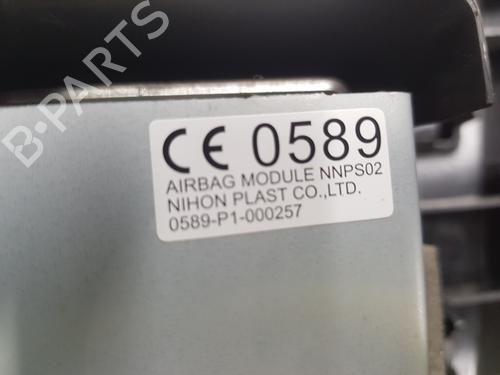 CE 0589
AIRBAG MODULE NNPS02
NIHON PLAST CO.,LTD.
0589-P1-000257
B-PARTS